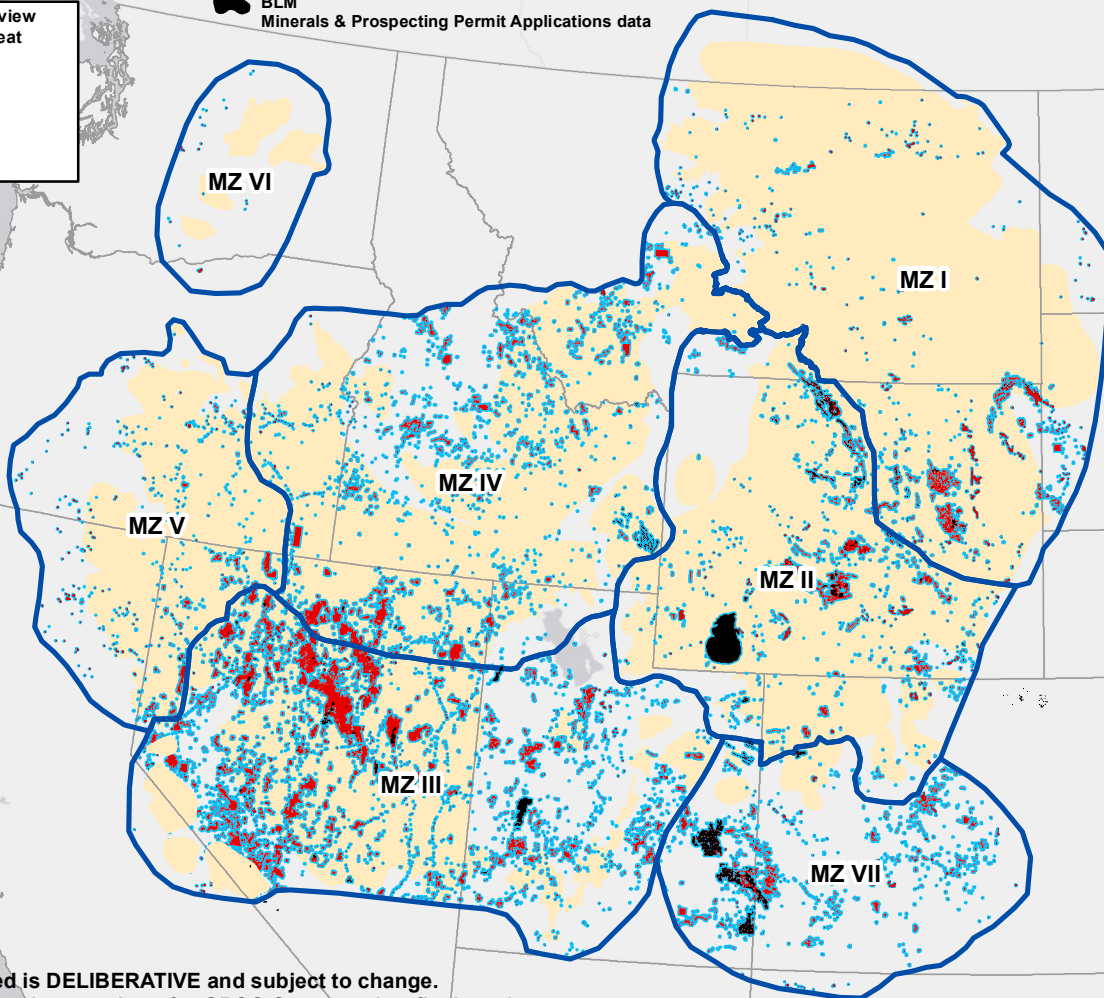 view
eat
BLM
Minerals & Prospecting Permit Applications data
MZ VI
MZ I
MZ IV
MZ V
MZ II
MZ III
MZ VII
ed is DELIBERATIVE and subject to change.